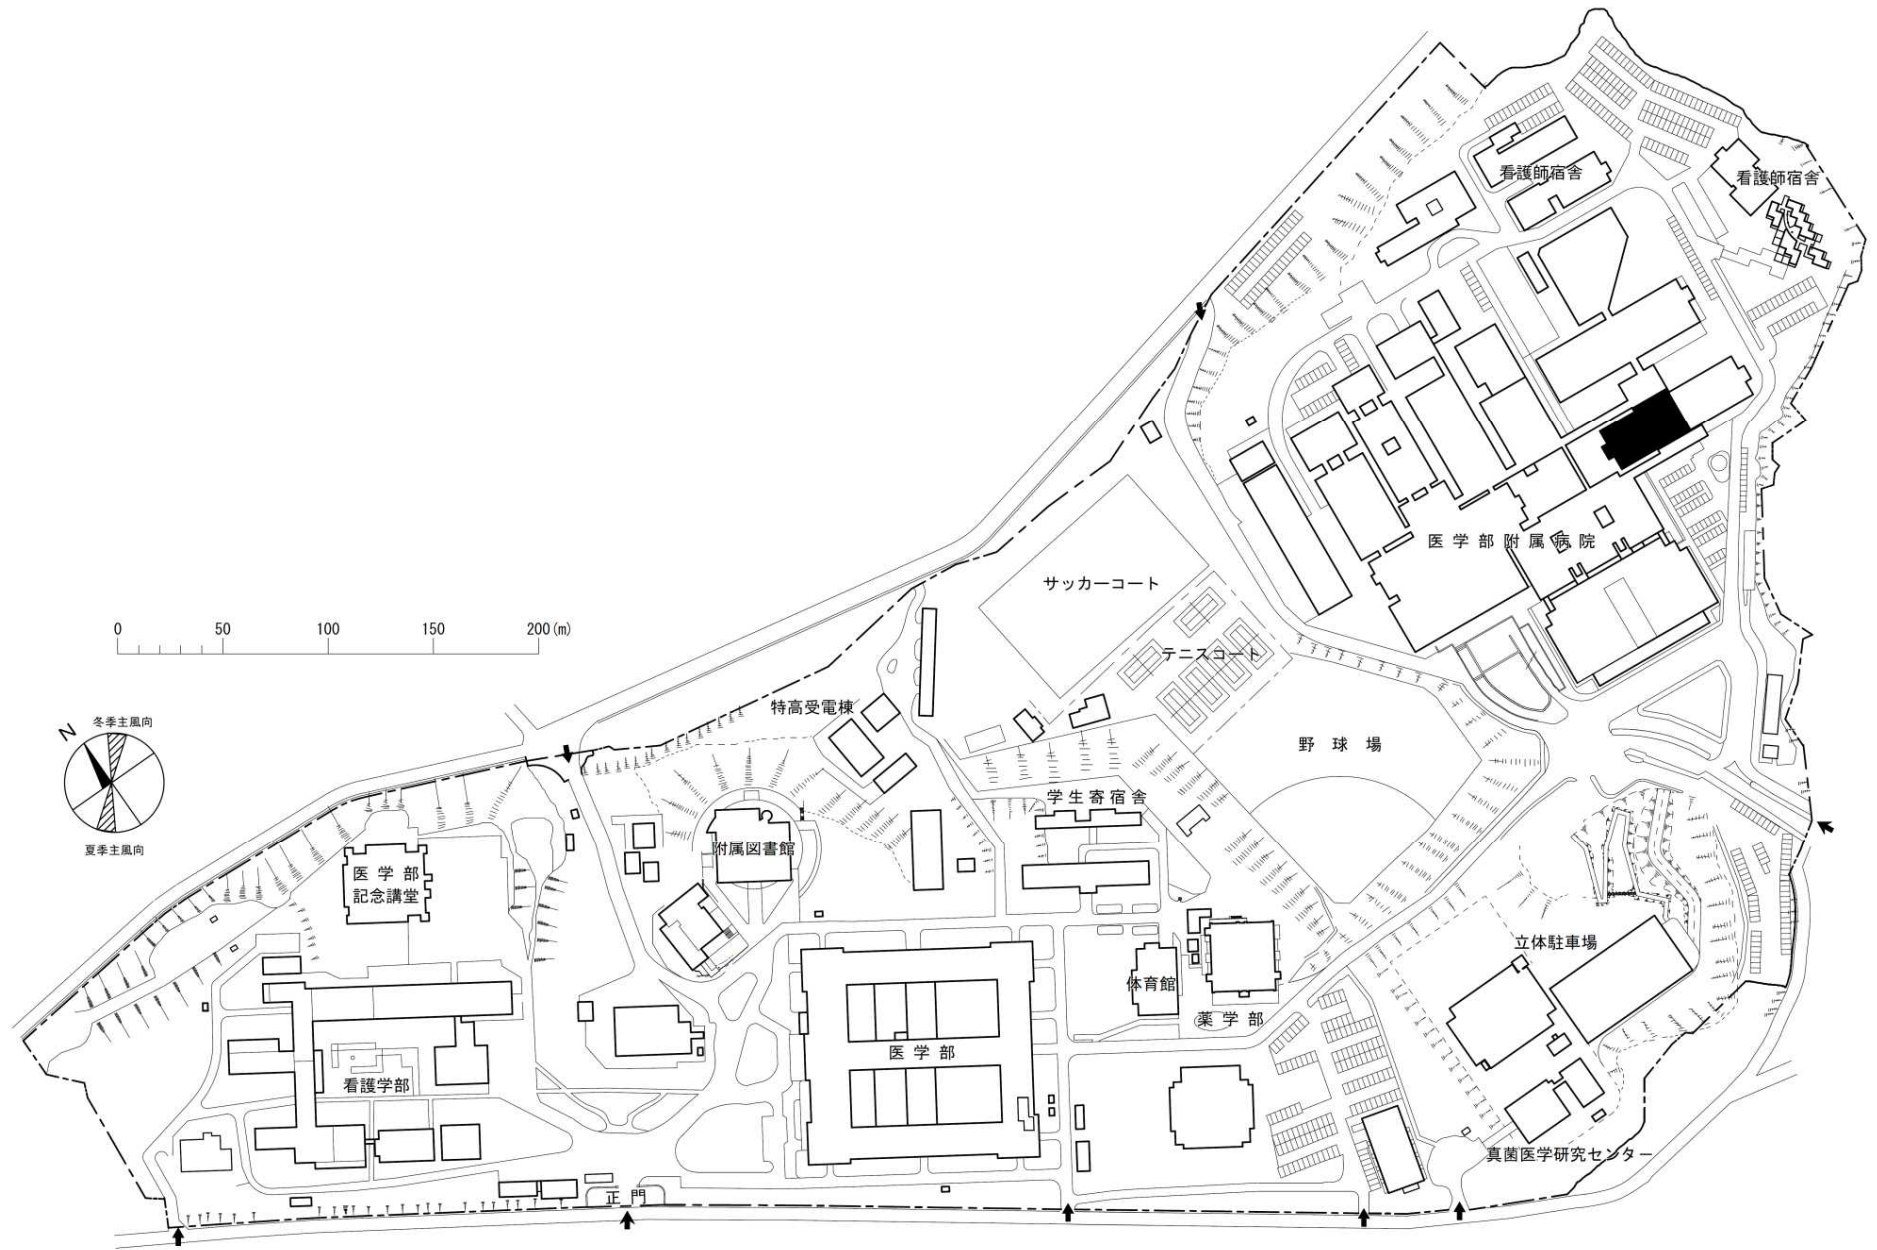 看護師宿舎
看護師宿舎
医学部附属病院
サッカーコート
0 50 100 150 200(m)
テニスコート
特高受電棟
N
冬季主風向
野球場
学生寄宿舎
夏季主風向
附属図書館
医学部
記念講堂
立体駐車場
体育館
薬学部
医学部
看護学部
真菌医学研究センター
正門